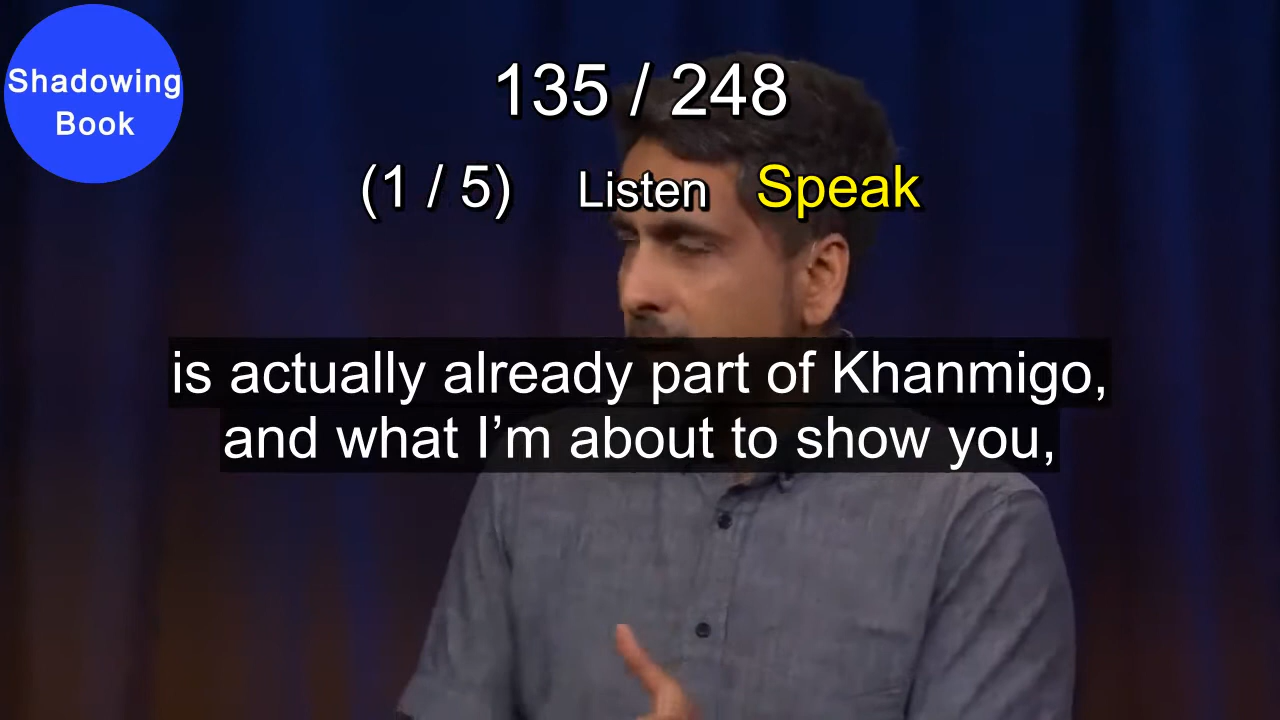 Shadowing
Book
135 / 248
(1 / 5) Listen Speak
is actually already part of Khanmigo,
and what I’m about to show you,